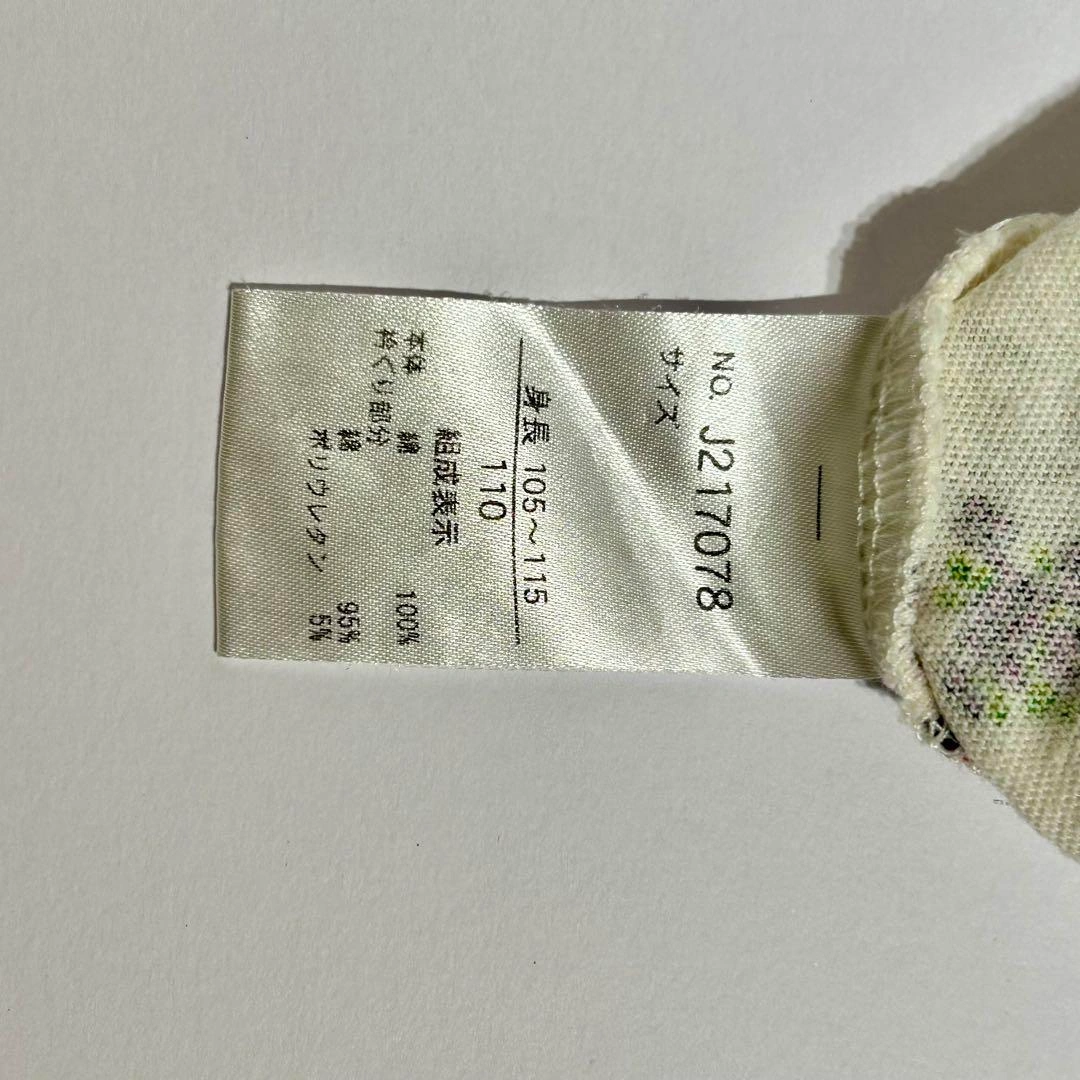 NO. J217078
サイズ
身長 105～115
110
組成表示
本体
綿 100%
衿ぐり部分
綿 95%
ポリウレタン 5%